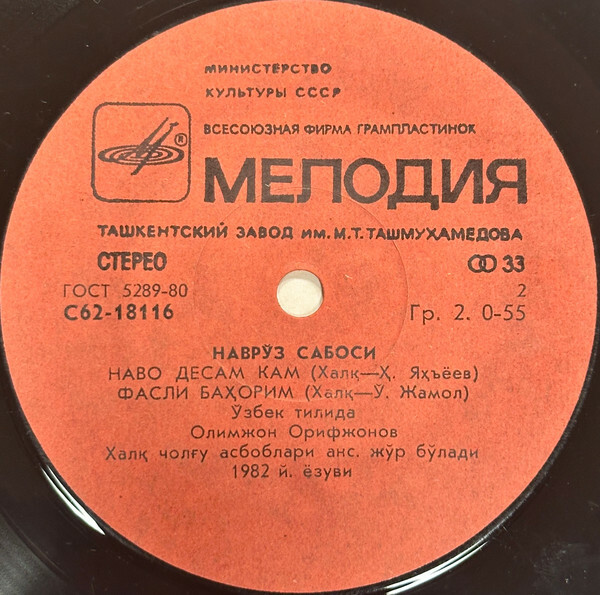 МИНИСТЕРСТВО
КУЛЬТУРЫ СССР
ВСЕСОЮЗНАЯ ФИРМА ГРАМПЛАСТИНОК
®
МЕЛОДИЯ
ТАШКЕНТСКИЙ ЗАВОД ИМ. М. Т. ТАШМУҲАМЕДОВА
СТЕРЕО 33
ГОСТ 5289-80 2
С62-18116 Гр. 2. 0-55
НАВРЎЗ САБОСИ
НАВО ДЕСАМ КАМ (Халқ—Ҳ. Яҳъёев)
ФАСЛИ БАҲОРИМ (Халқ—Ў. Жамол)
Ўзбек тилида
Олимжон Орифжонов
Халқ чолғу асбоблари анс. жўр бўлади
1982 й. ёзуви